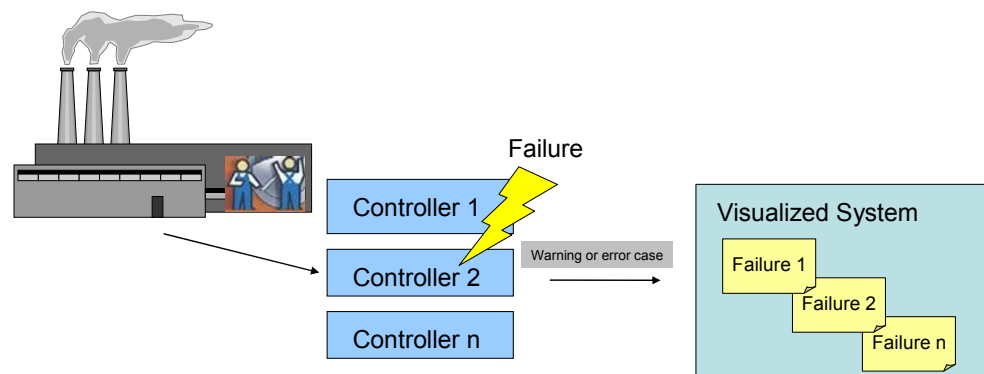 Failure
Controller 1
Controller 2
Controller n
Warning or error case
Visualized System
Failure 1
Failure 2
Failure n